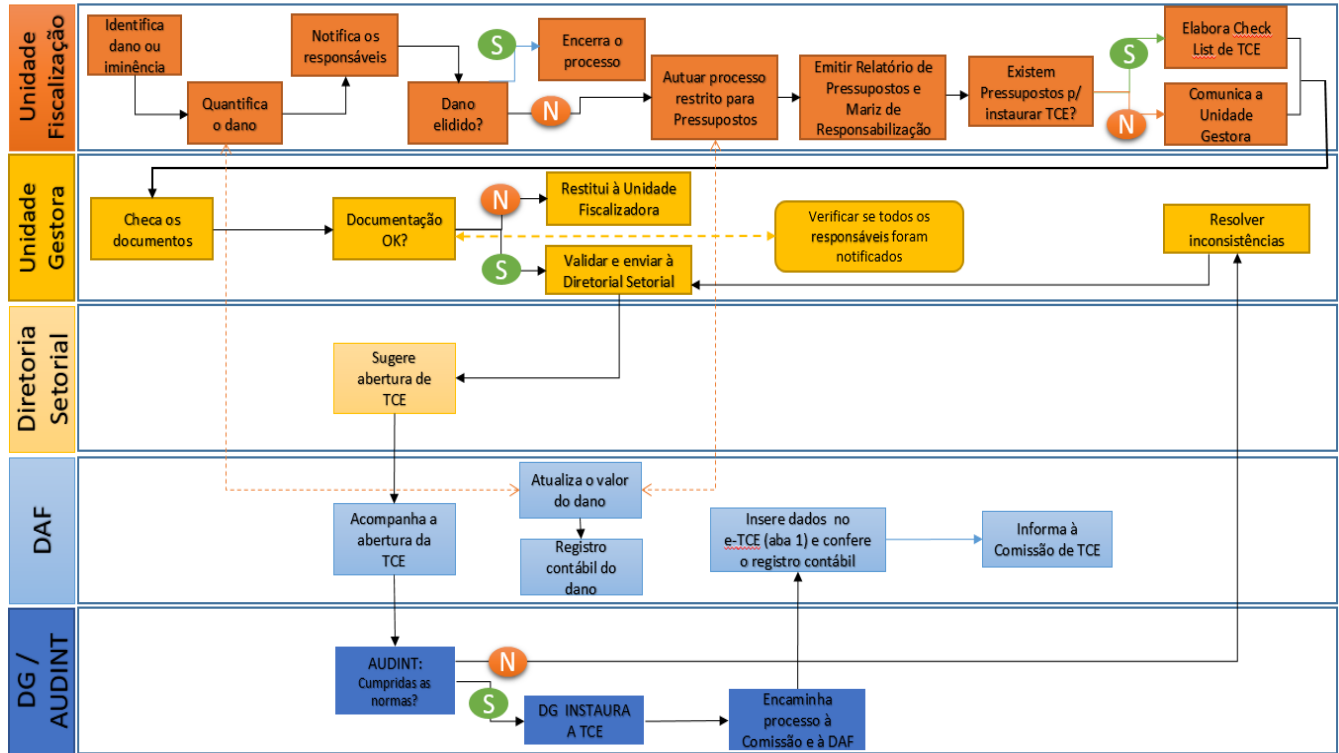 Unidade
Fiscalização
Identifica
dano ou
iminência
Quantifica
o dano
Notifica os
responsáveis
Dano
elidido?
S
Encerra o
processo
N
Autuar processo
restrito para
Pressupostos
Emitir Relatório de
Pressupostos e
Mariz de
Responsabilização
Existem
Pressupostos p/
instaurar TCE?
S
Elabora Check
List de TCE
N
Comunica a
Unidade
Gestora
Unidade
Gestora
Checa os
documentos
Documentação
OK?
N
Restitui à Unidade
Fiscalizadora
S
Validar e enviar à
Diretorial Setorial
Verificar se todos os
responsáveis foram
notificados
Resolver
inconsistências
Diretoria
Setorial
Sugere
abertura de
TCE
DAF
Acompanha a
abertura da
TCE
Atualiza o valor
do dano
Registro
contábil do
dano
Insere dados no
e-TCE (aba 1) e confere
o registro contábil
Informa à
Comissão de TCE
DG /
AUDINT
AUDINT:
Cumpridas as
normas?
N
S
DG INSTAURA
A TCE
Encaminha
processo à
Comissão e à DAF